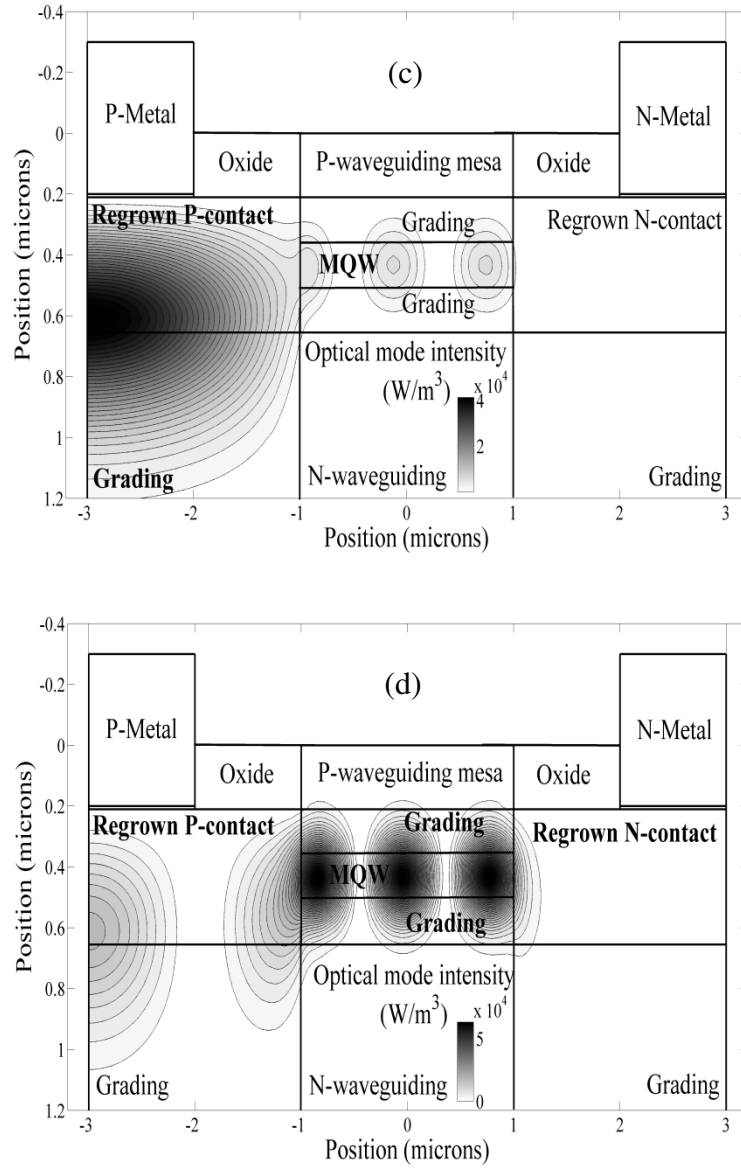 -0.4
(c)
-0.2
P-Metal
N-Metal
0
Oxide
P-waveguiding mesa
Oxide
0.2
Regrown P-contact
Grading
Regrown N-contact
0.4
MQW
Grading
0.6
Optical mode intensity
(W/m³)
x 10⁴
4
2
0.8
1
Grading
N-waveguiding
Grading
1.2
-3 -2 -1 0 1 2 3
Position (microns)
Position (microns)
-0.4
(d)
-0.2
P-Metal
N-Metal
0
Oxide
P-waveguiding mesa
Oxide
0.2
Regrown P-contact
Grading
Regrown N-contact
0.4
MQW
Grading
0.6
Optical mode intensity
(W/m³)
x 10⁴
5
0
0.8
1
Grading
N-waveguiding
Grading
1.2
-3 -2 -1 0 1 2 3
Position (microns)
Position (microns)